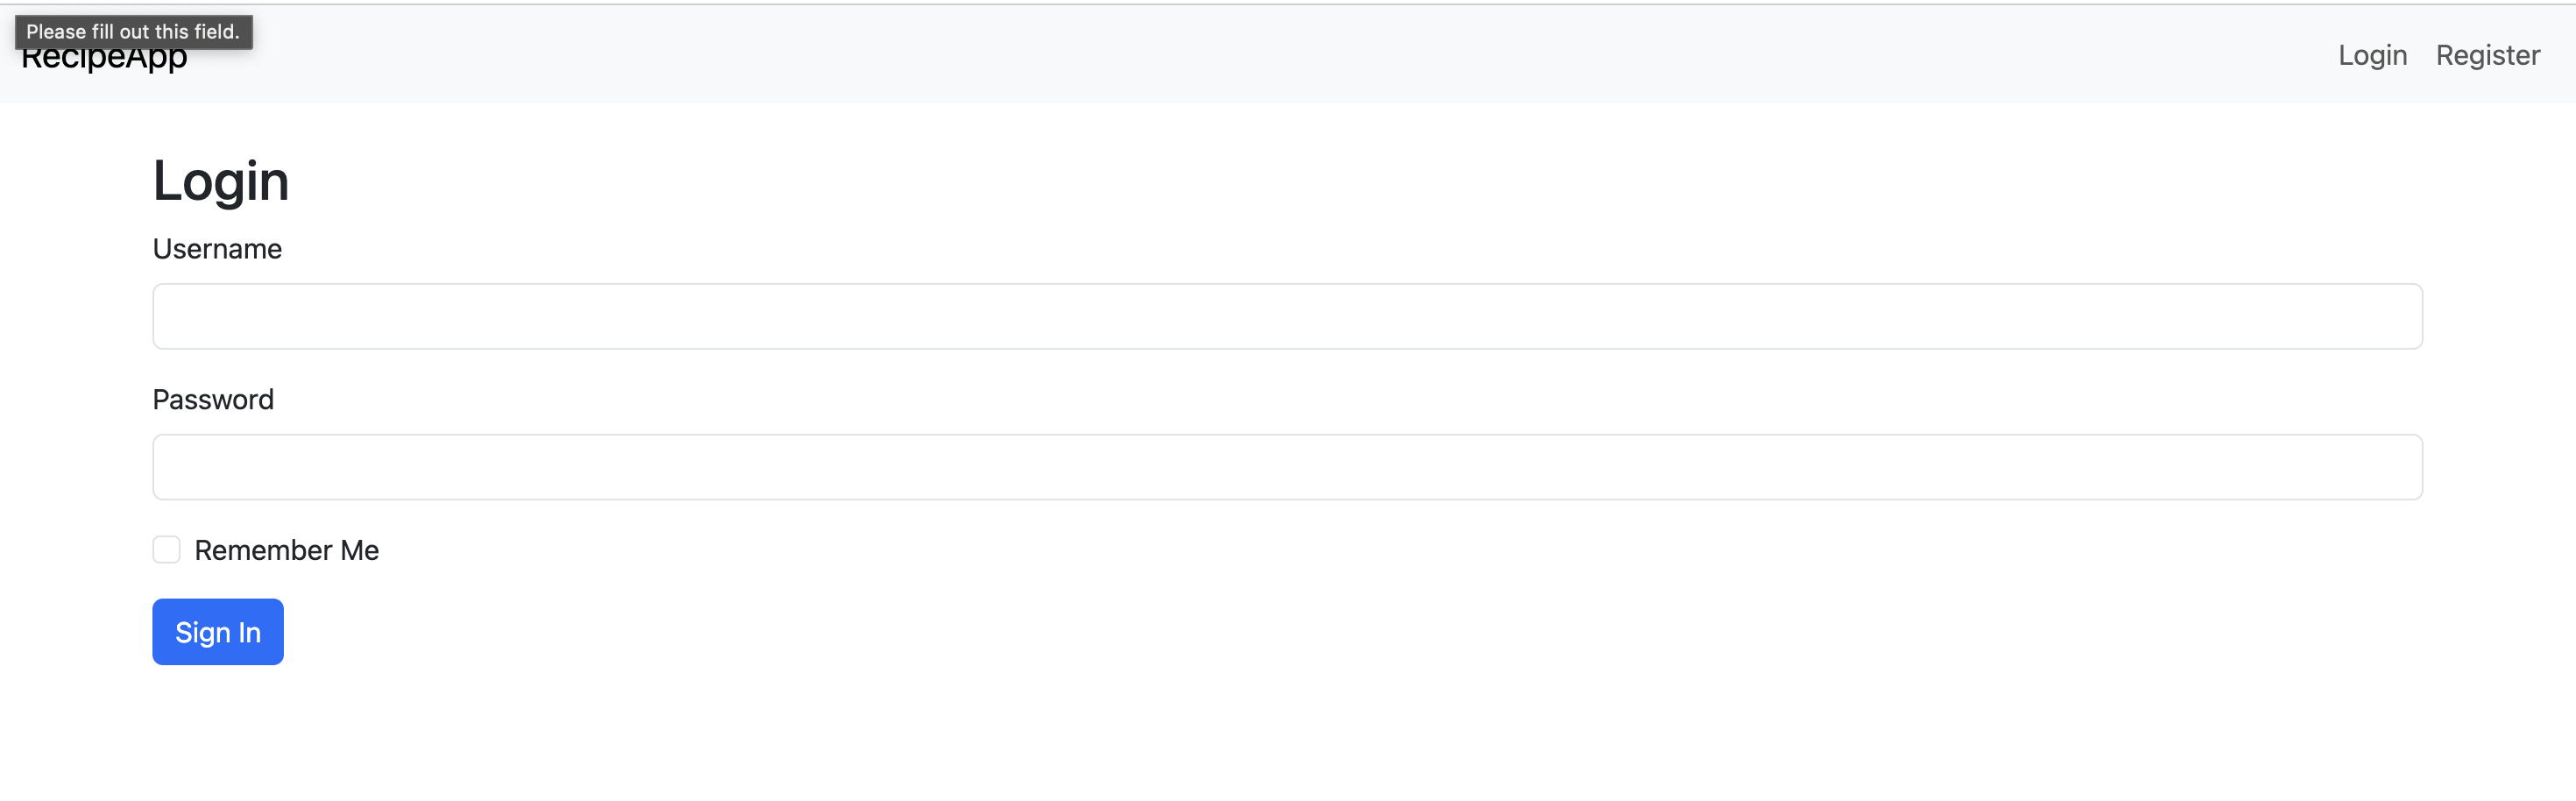 Please fill out this field.
RecipeApp
Login Register
Login
Username
Password
Remember Me
Sign In